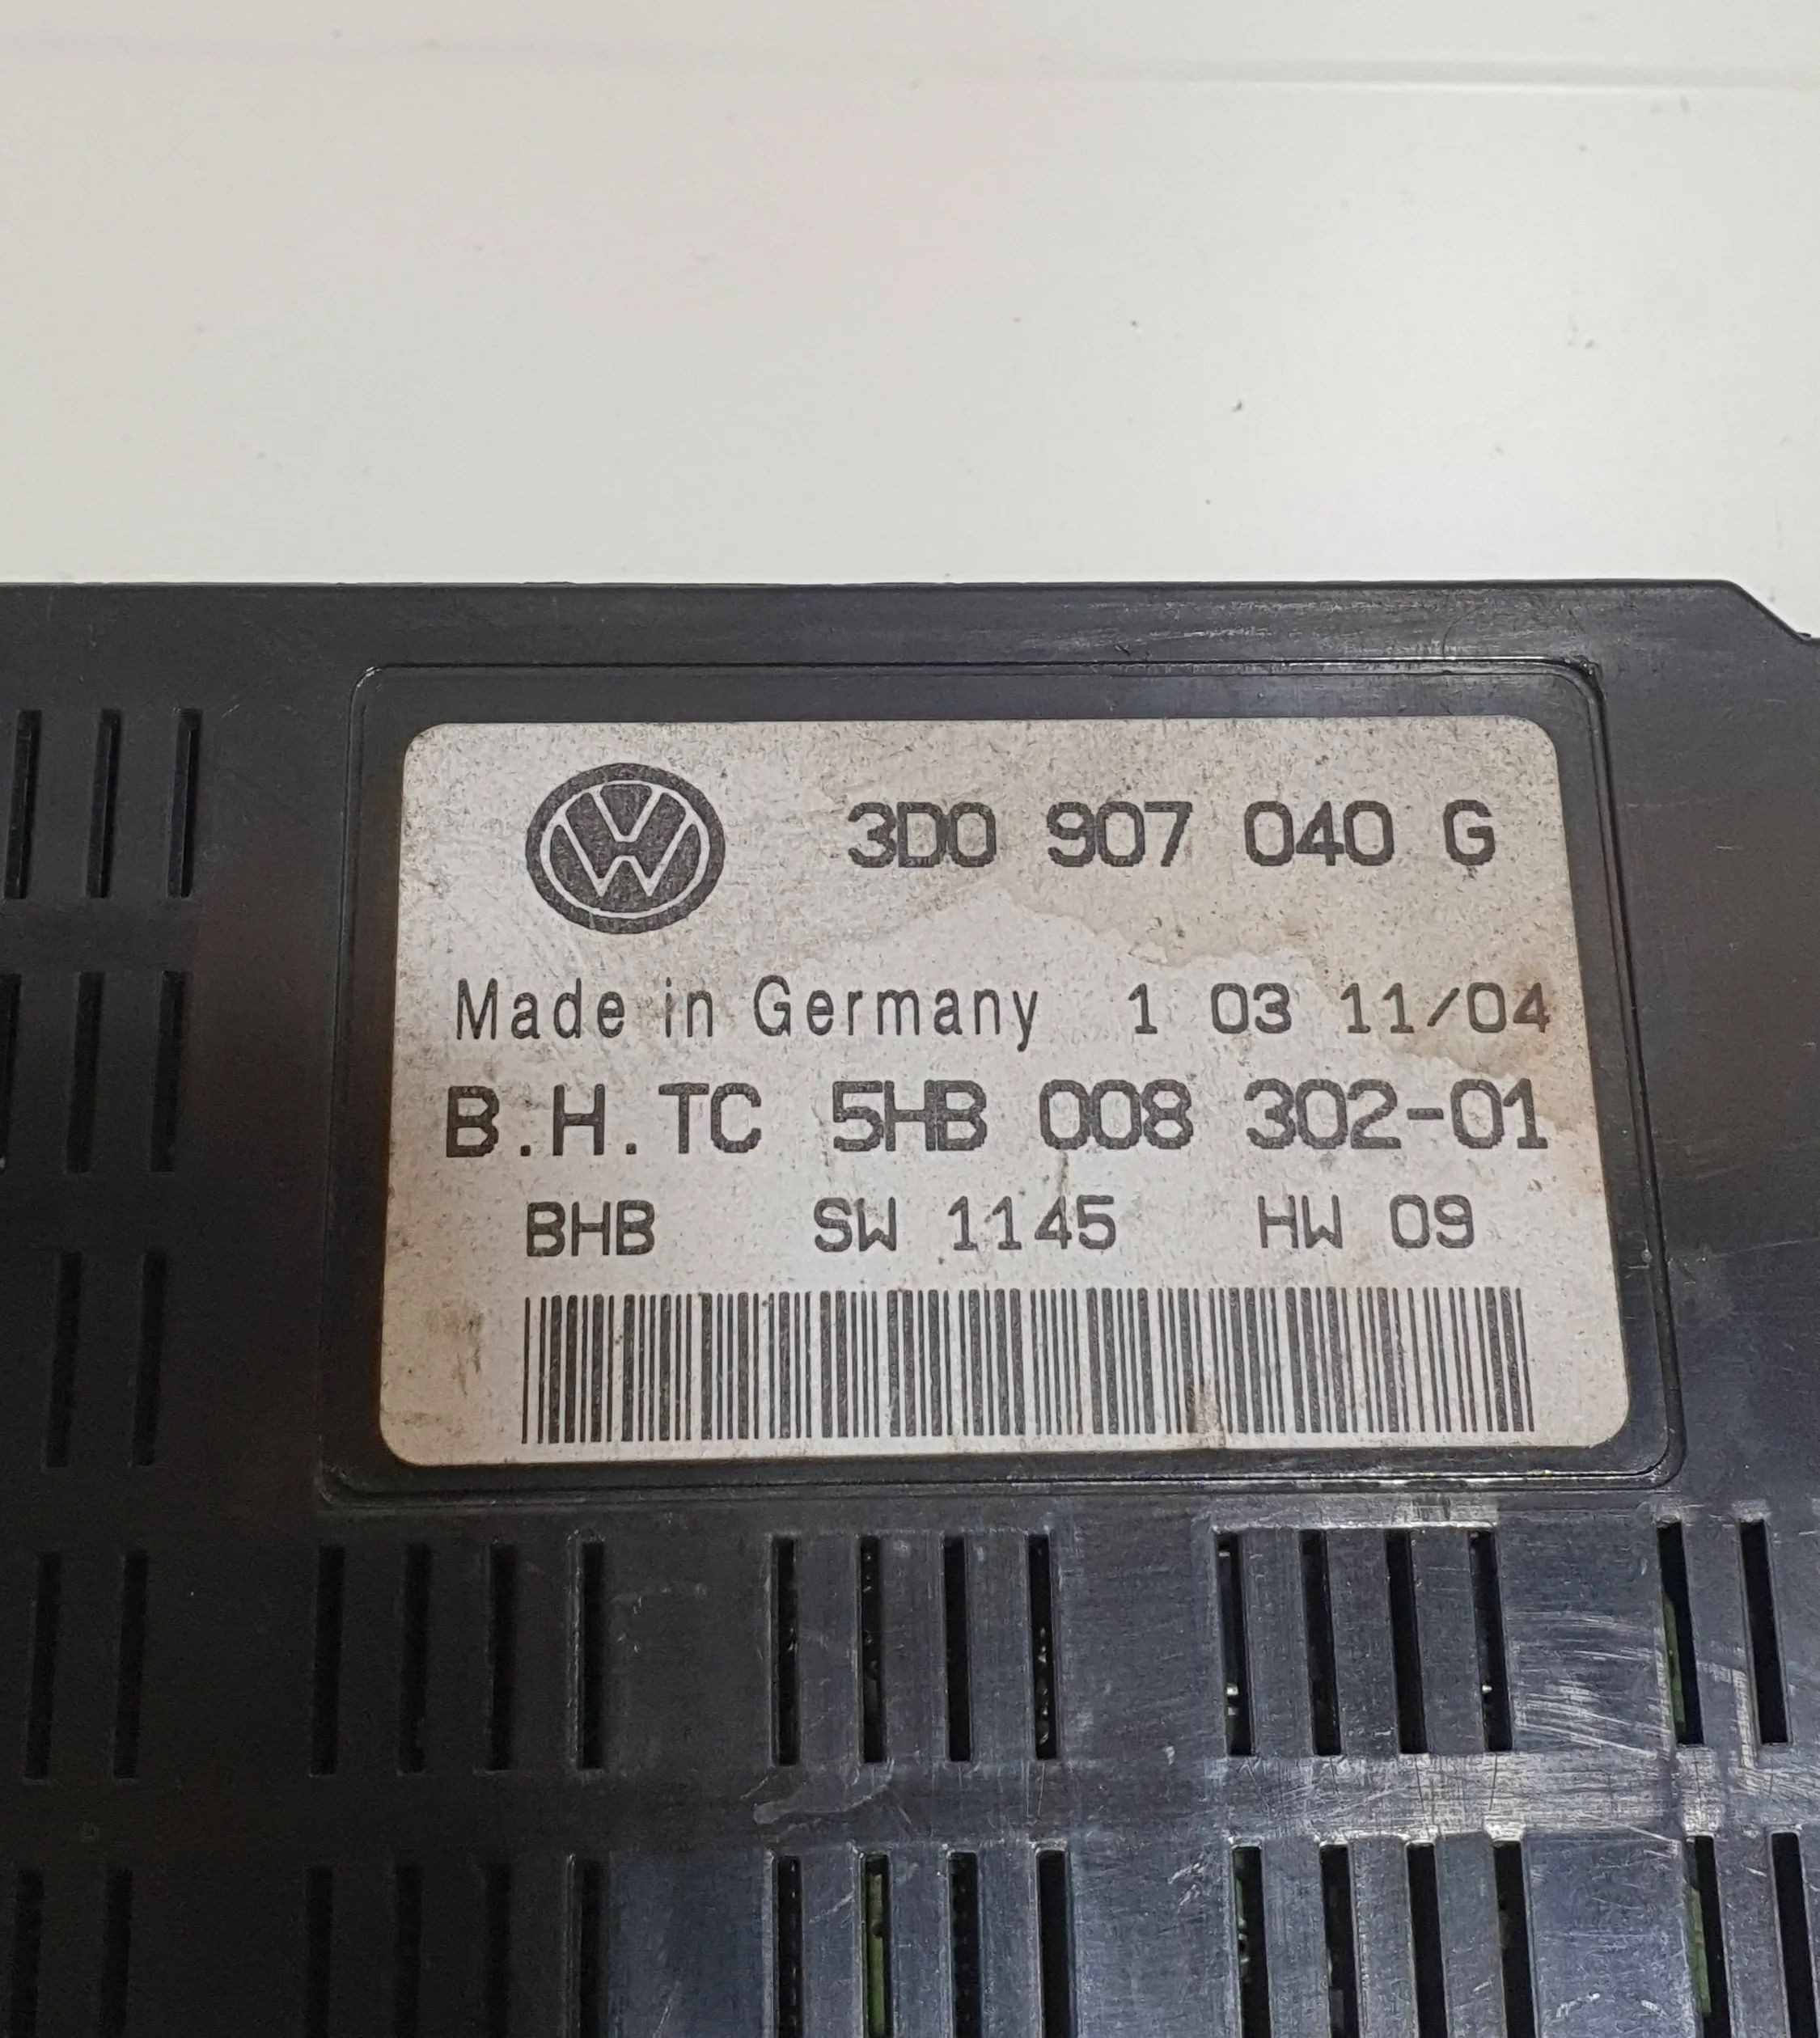 3D0 907 040 G
Made in Germany 1 03 11/04
B.H.TC 5HB 008 302-01
BHB SW 1145 HW 09